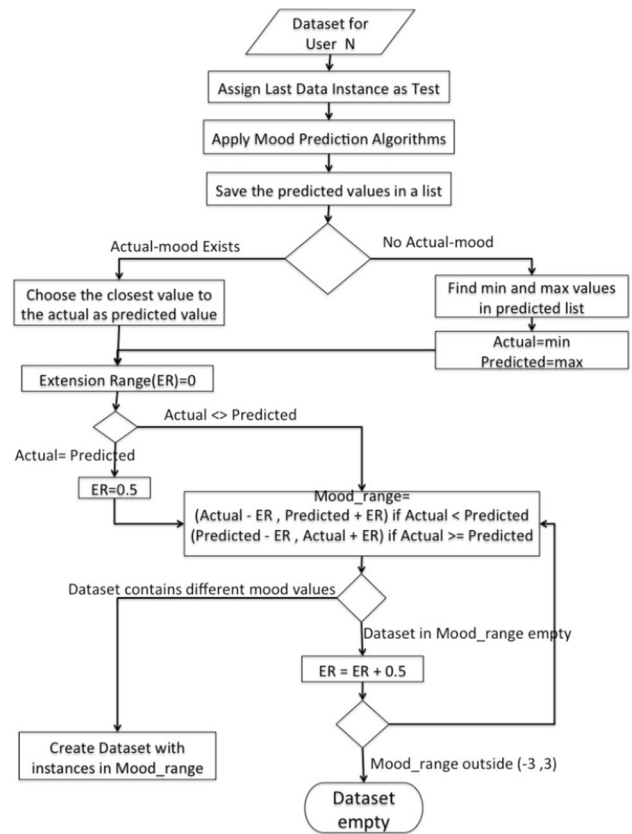 Dataset for
User N
Assign Last Data Instance as Test
Apply Mood Prediction Algorithms
Save the predicted values in a list
Actual-mood Exists
No Actual-mood
Choose the closest value to
the actual as predicted value
Find min and max values
in predicted list
Actual=min
Predicted=max
Extension Range(ER)=0
Actual <> Predicted
Actual= Predicted
ER=0.5
Mood_range=
(Actual - ER , Predicted + ER) if Actual < Predicted
(Predicted - ER , Actual + ER) if Actual >= Predicted
Dataset contains different mood values
Dataset in Mood_range empty
ER = ER + 0.5
Create Dataset with
instances in Mood_range
Mood_range outside (-3 ,3)
Dataset
empty